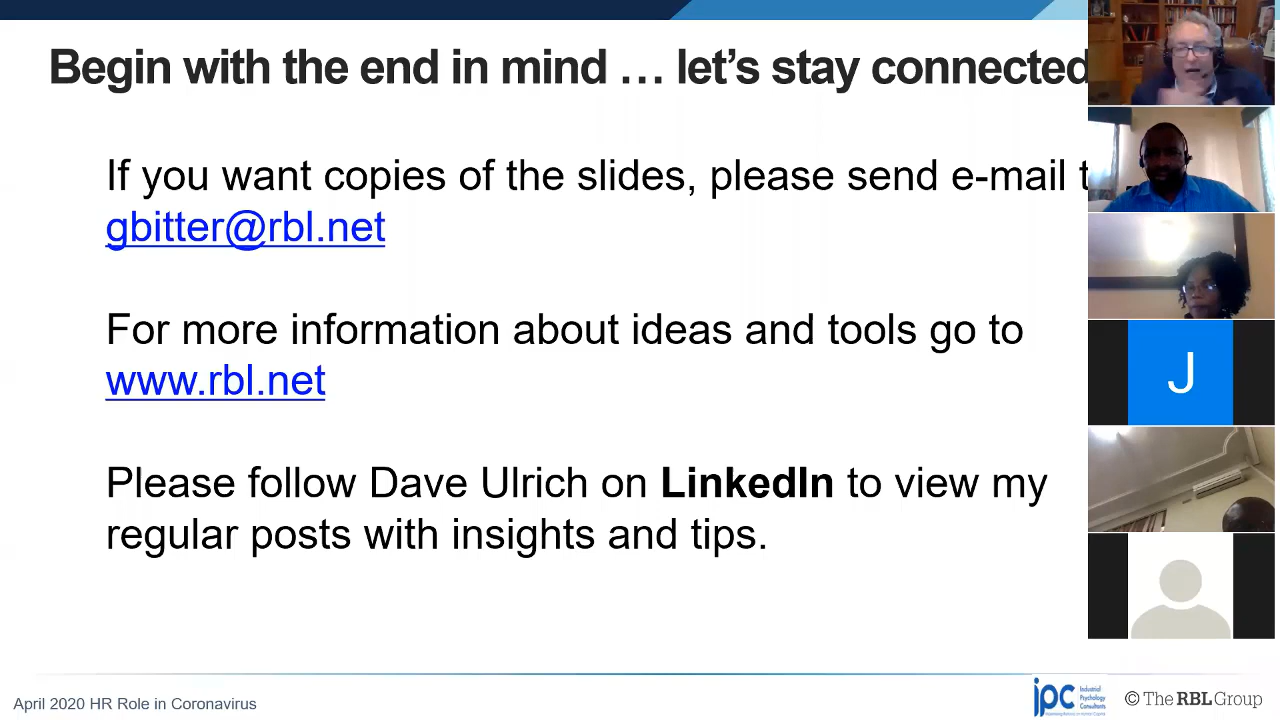 Begin with the end in mind … let's stay connected
If you want copies of the slides, please send e-mail t
gbitter@rbl.net
For more information about ideas and tools go to
www.rbl.net
Please follow Dave Ulrich on LinkedIn to view my
regular posts with insights and tips.
J
April 2020 HR Role in Coronavirus
ipc
Industrial
Psychology
Consultants
© The RBL Group